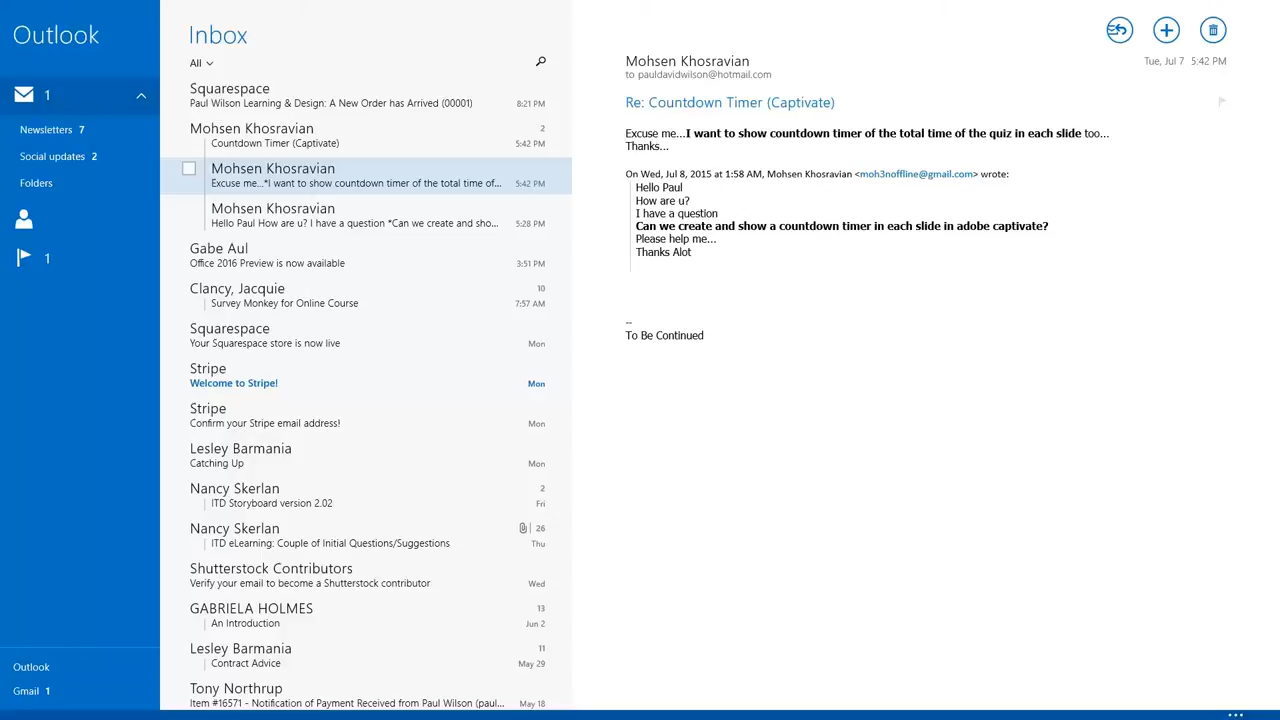 Outlook
1
Newsletters 7
Social updates 2
Folders
1
Outlook
Gmail 1
Inbox
All
Squarespace
Paul Wilson Learning & Design: A New Order has Arrived (00001) 8:21 PM
Mohsen Khosravian 2
Countdown Timer (Captivate) 5:42 PM
Mohsen Khosravian
Excuse me...*I want to show countdown timer of the total time of... 5:42 PM
Mohsen Khosravian
Hello Paul How are u? I have a question *Can we create and sho... 5:28 PM
Gabe Aul
Office 2016 Preview is now available 3:51 PM
Clancy, Jacquie 10
Survey Monkey for Online Course 7:57 AM
Squarespace
Your Squarespace store is now live Mon
Stripe
Welcome to Stripe! Mon
Stripe
Confirm your Stripe email address! Mon
Lesley Barmania
Catching Up Mon
Nancy Skerlan 2
ITD Storyboard version 2.02 Fri
Nancy Skerlan 26
ITD eLearning: Couple of Initial Questions/Suggestions Thu
Shutterstock Contributors
Verify your email to become a Shutterstock contributor Wed
GABRIELA HOLMES 13
An Introduction Jun 2
Lesley Barmania 11
Contract Advice May 29
Tony Northrup
Item #16571 - Notification of Payment Received from Paul Wilson (paul... May 18
Mohsen Khosravian Tue, Jul 7 5:42 PM
to pauldavidwilson@hotmail.com
Re: Countdown Timer (Captivate)
Excuse me...I want to show countdown timer of the total time of the quiz in each slide too...
Thanks...
On Wed, Jul 8, 2015 at 1:58 AM, Mohsen Khosravian <moh3noffline@gmail.com> wrote:
Hello Paul
How are u?
I have a question
Can we create and show a countdown timer in each slide in adobe captivate?
Please help me...
Thanks Alot
--
To Be Continued